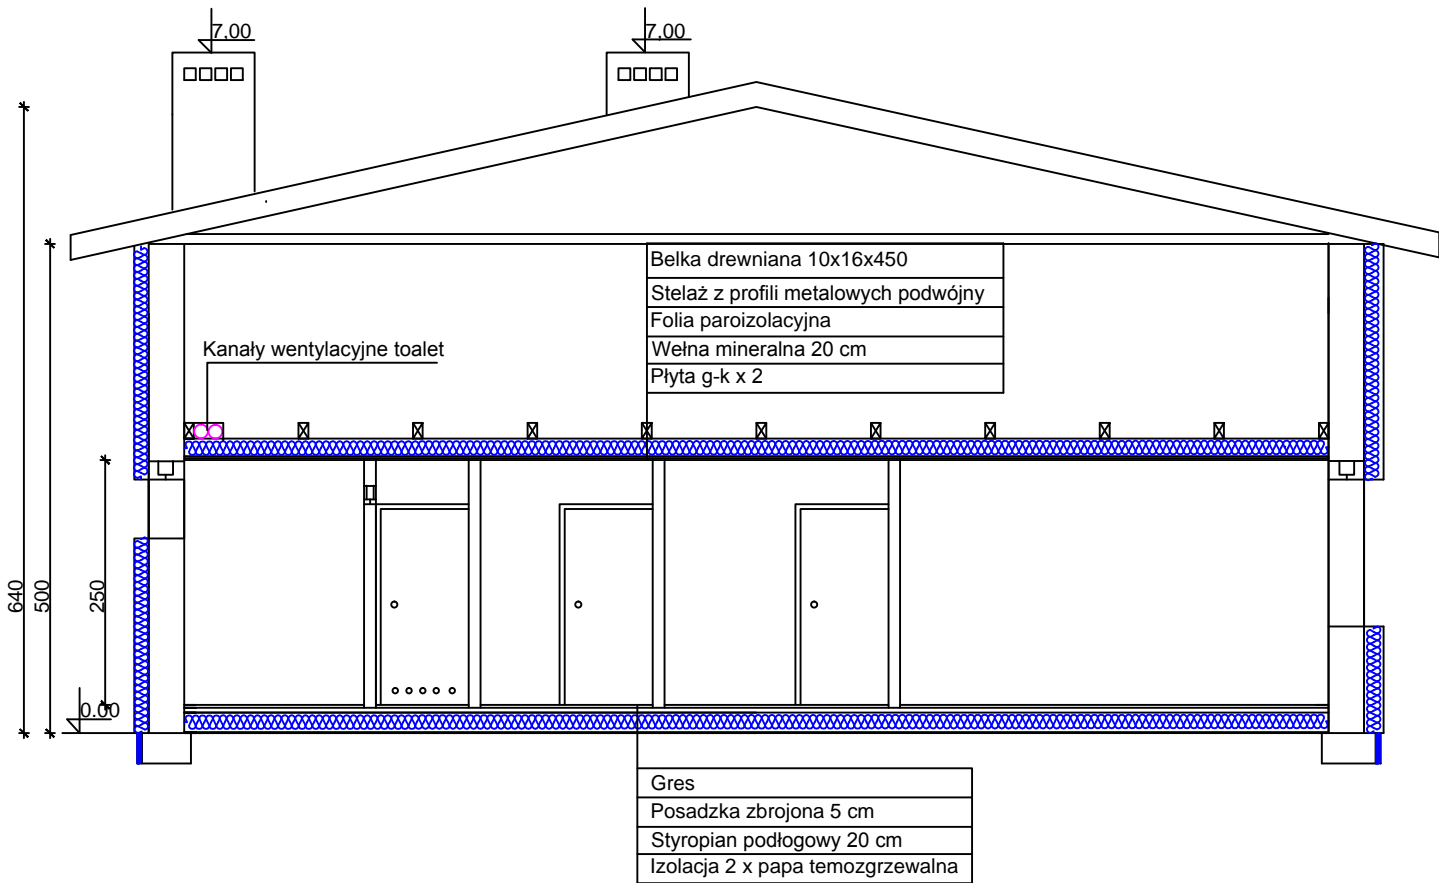 7,00
7,00
Belka drewniana 10x16x450
Stelaż z profili metalowych podwójny
Folia paroizolacyjna
Wełna mineralna 20 cm
Płyta g-k x 2
Kanały wentylacyjne toalet
640
500
250
0.00
Gres
Posadzka zbrojona 5 cm
Styropian podłogowy 20 cm
Izolacja 2 x papa temozgrzewalna